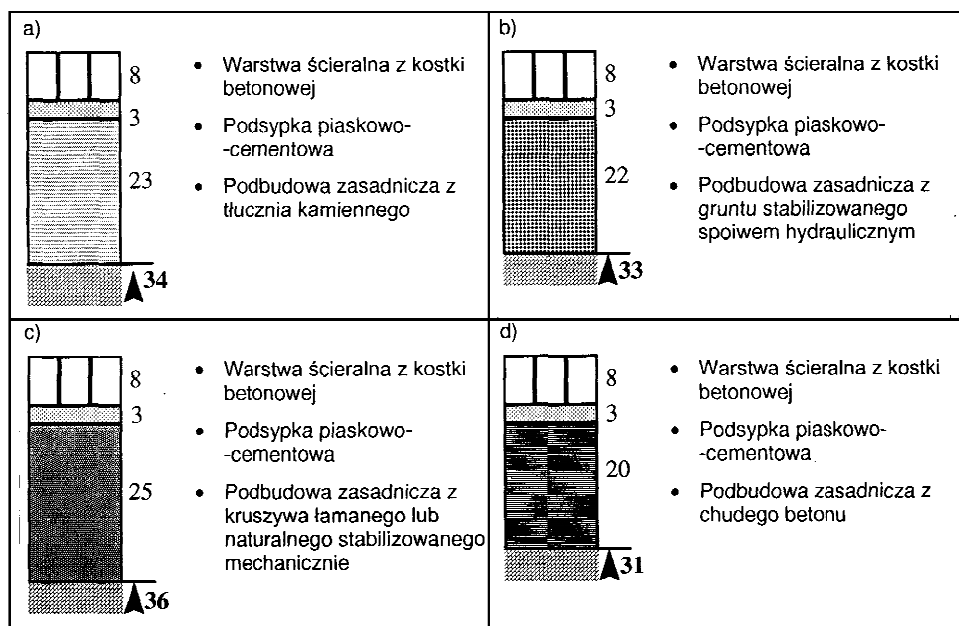 a)
8
3
23
34
• Warstwa ścieralna z kostki
betonowej
• Podsypka piaskowo-
-cementowa
• Podbudowa zasadnicza z
tłucznia kamiennego
b)
8
3
22
33
• Warstwa ścieralna z kostki
betonowej
• Podsypka piaskowo-
-cementowa
• Podbudowa zasadnicza z
gruntu stabilizowanego
spoiwem hydraulicznym
c)
8
3
25
36
• Warstwa ścieralna z kostki
betonowej
• Podsypka piaskowo-
-cementowa
• Podbudowa zasadnicza z
kruszywa łamanego lub
naturalnego stabilizowanego
mechanicznie
d)
8
3
20
31
• Warstwa ścieralna z kostki
betonowej
• Podsypka piaskowo-
-cementowa
• Podbudowa zasadnicza z
chudego betonu